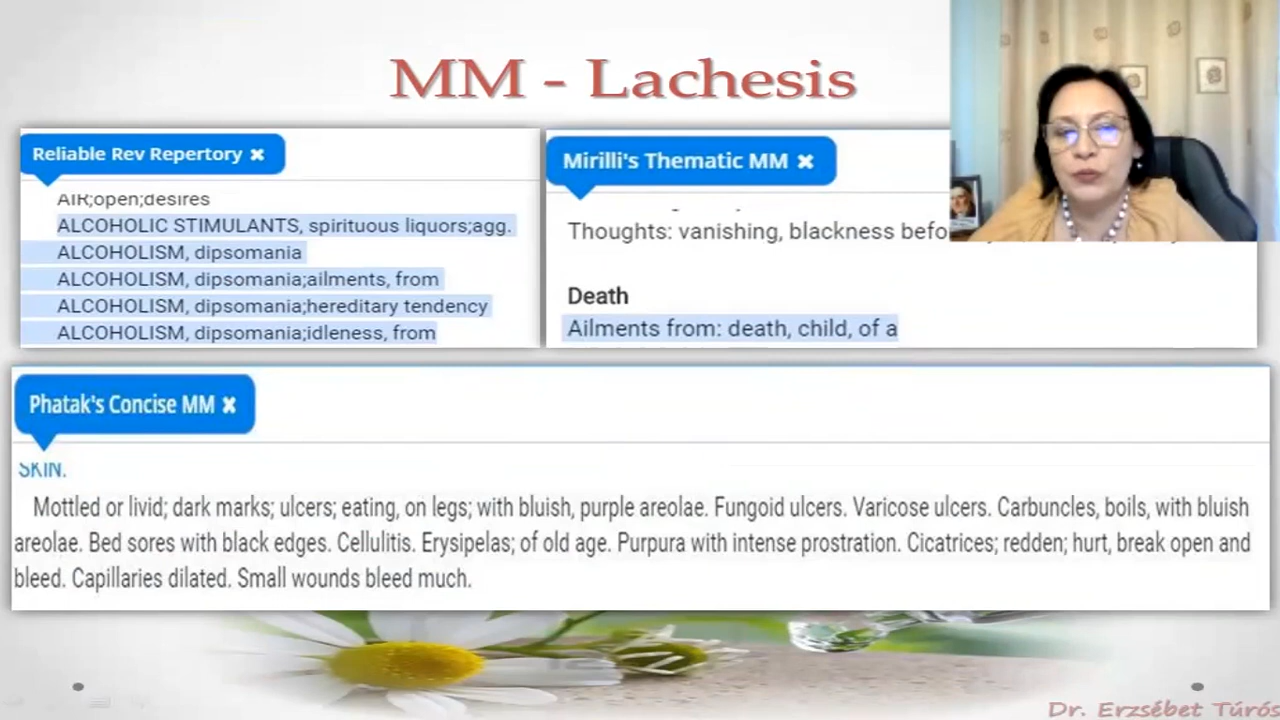 MM - Lachesis
Reliable Rev Repertory ×
AIR;open;desires
ALCOHOLIC STIMULANTS, spirituous liquors;agg.
ALCOHOLISM, dipsomania
ALCOHOLISM, dipsomania;ailments, from
ALCOHOLISM, dipsomania;hereditary tendency
ALCOHOLISM, dipsomania;idleness, from
Mirilli's Thematic MM ×
Thoughts: vanishing, blackness befo
Death
Ailments from: death, child, of a
Phatak's Concise MM ×
SKIN.
Mottled or livid; dark marks; ulcers; eating, on legs; with bluish, purple areolae. Fungoid ulcers. Varicose ulcers. Carbuncles, boils, with bluish
areolae. Bed sores with black edges. Cellulitis. Erysipelas; of old age. Purpura with intense prostration. Cicatrices; redden; hurt, break open and
bleed. Capillaries dilated. Small wounds bleed much.
Dr. Erzsébet Túrós